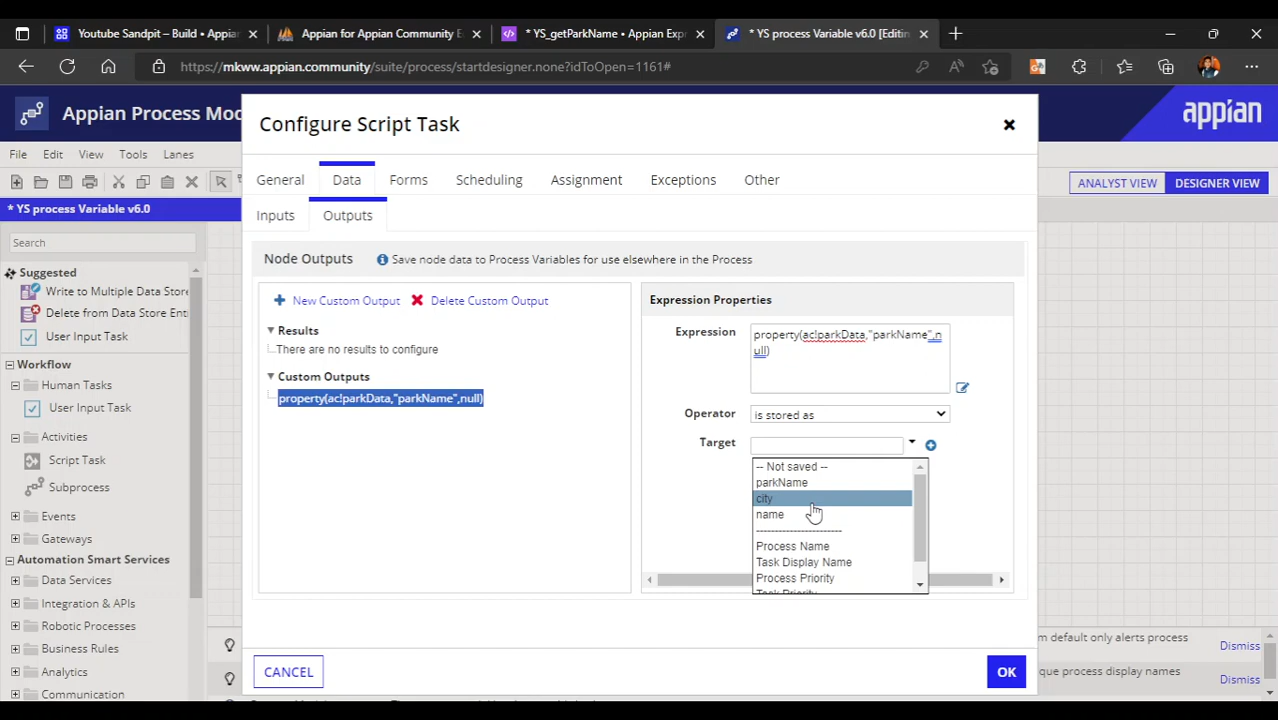 Youtube Sandpit – Build • Appian
Appian for Appian Community E
* YS_getParkName • Appian Expr
* YS process Variable v6.0 [Editin
https://mkww.appian.community/suite/process/startdesigner.none?idToOpen=1161#
Appian Process Mod
appian
Configure Script Task
File Edit View Tools Lanes
General Data Forms Scheduling Assignment Exceptions Other
ANALYST VIEW DESIGNER VIEW
* YS process Variable v6.0
Inputs Outputs
Search
Node Outputs
Save node data to Process Variables for use elsewhere in the Process
Suggested
Write to Multiple Data Store
Delete from Data Store Enti
User Input Task
Workflow
Human Tasks
User Input Task
Activities
Script Task
Subprocess
Events
Gateways
Automation Smart Services
Data Services
Integration & APIs
Robotic Processes
Business Rules
Analytics
Communication
New Custom Output
Delete Custom Output
Results
There are no results to configure
Custom Outputs
property(ac!parkData,"parkName",null)
Expression Properties
Expression
property(ac!parkData,"parkName",n
ull)
Operator
is stored as
Target
-- Not saved --
parkName
city
name
-----------------------
Process Name
Task Display Name
Process Priority
Task Priority
CANCEL
OK
m default only alerts process
Dismiss
que process display names
Dismiss